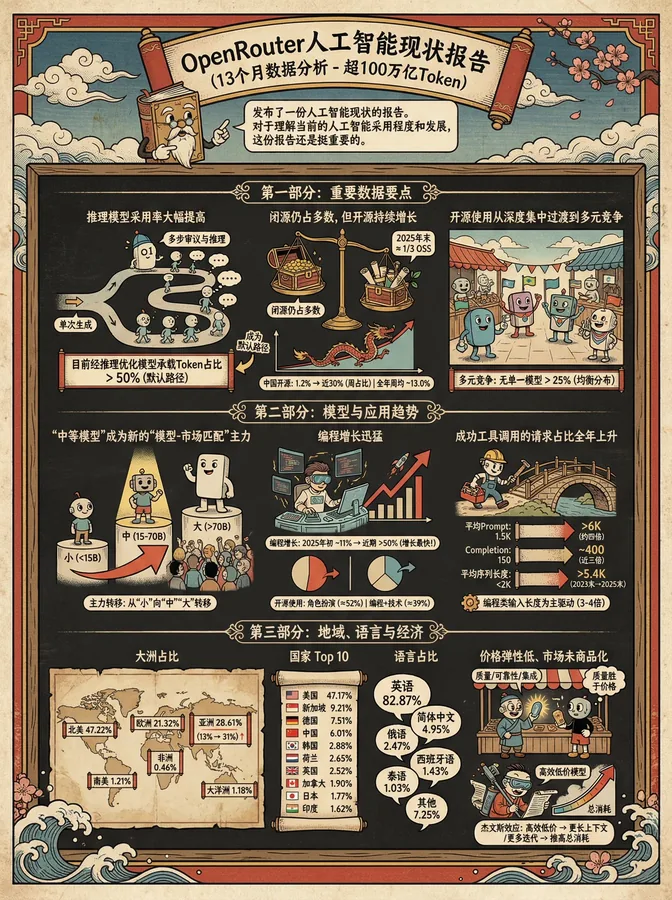 OpenRouter人工智能现状报告
(13个月数据分析 - 超100万亿Token)
发布了一份人工智能现状的报告。
对于理解当前的人工智能采用程度和发展，
这份报告还是挺重要的。
第一部分：重要数据要点
推理模型采用率大幅提高
O1
多步审议与推理
单次生成
成为
默认路径
目前经推理优化模型承载Token占比
> 50% (默认路径)
闭源仍占多数，但开源持续增长
2025年末
≈ 1/3 OSS
闭源仍占多数
中国开源：1.2% → 近30% (周占比) | 全年周均 ~13.0%
开源使用从深度集中过渡到多元竞争
多元竞争：无单一模型 > 25% (均衡分布)
第二部分：模型与应用趋势
“中等模型”成为新的“模型-市场匹配”主力
小 (<15B)
中 (15-70B)
大 (>70B)
主力转移：从“小”向“中”“大”转移
编程增长迅猛
编程增长：2025年初 ~11% → 近期 >50% (增长最快!)
开源使用：角色扮演 (≈52%) | 编程+技术 (≈39%)
成功工具调用的请求占比全年上升
平均Prompt:
1.5K
>6K
(约四倍)
Completion:
150
~400
(近三倍)
平均序列长度:
<2K
>5.4K
(2023末→2025末)
编程类输入长度为主驱动 (3-4倍)
第三部分：地域、语言与经济
大洲占比
北美 47.22%
欧洲 21.32%
亚洲 28.61%
(13% → 31%) ↑
非洲
0.46%
南美 1.21%
大洋洲 1.18%
国家 Top 10
美国 47.17%
新加坡 9.21%
德国 7.51%
中国 6.01%
韩国 2.88%
荷兰 2.65%
英国 2.52%
加拿大 1.90%
日本 1.77%
印度 1.62%
语言占比
英语
82.87%
简体中文
4.95%
俄语
2.47%
西班牙语
1.43%
泰语
1.03%
其他
7.25%
价格弹性低、市场未商品化
质量/可靠性/集成
质量胜
于价格
高效低价模型
总消耗
杰文斯效应：高效低价 → 更长上下文
/更多迭代 → 推高总消耗